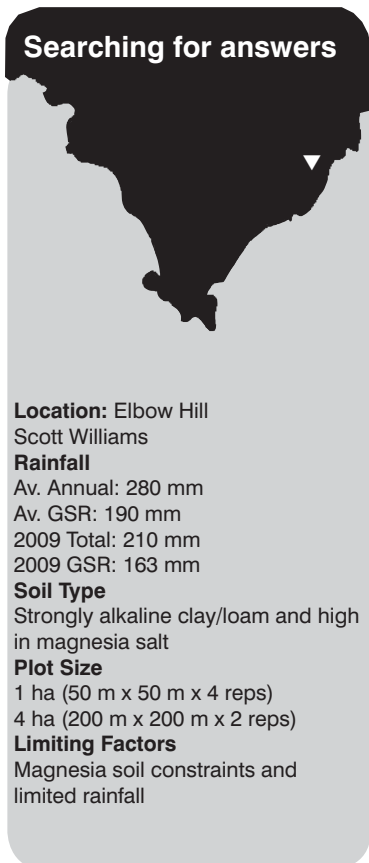 Searching for answers
Location: Elbow Hill
Scott Williams
Rainfall
Av. Annual: 280 mm
Av. GSR: 190 mm
2009 Total: 210 mm
2009 GSR: 163 mm
Soil Type
Strongly alkaline clay/loam and high
in magnesia salt
Plot Size
1 ha (50 m x 50 m x 4 reps)
4 ha (200 m x 200 m x 2 reps)
Limiting Factors
Magnesia soil constraints and
limited rainfall